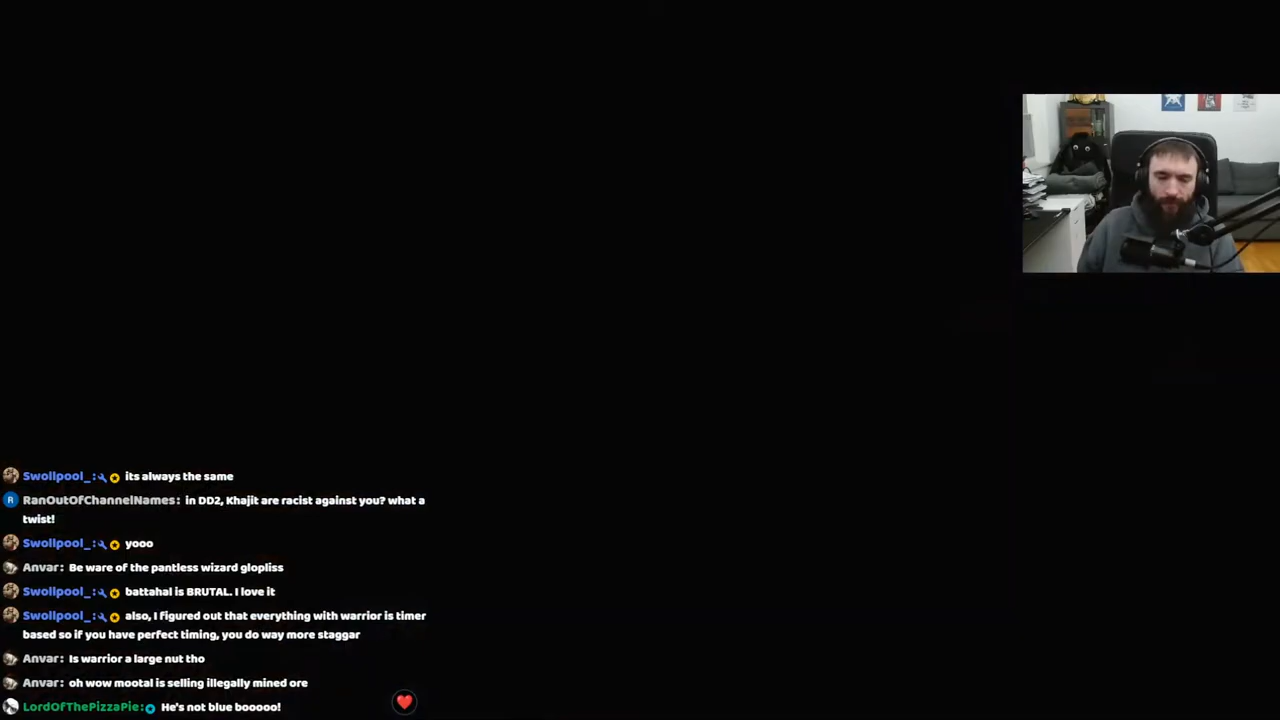 Swollpool_: its always the same
R RanOutOfChannelNames: in DD2, Khajit are racist against you? what a
twist!
Swollpool_: yooo
Anvar: Be ware of the pantless wizard glopliss
Swollpool_: battahal is BRUTAL. I love it
Swollpool_: also, I figured out that everything with warrior is timer
based so if you have perfect timing, you do way more staggar
Anvar: Is warrior a large nut tho
Anvar: oh wow mootal is selling illegally mined ore
LordOfThePizzaPie: He's not blue booooo!